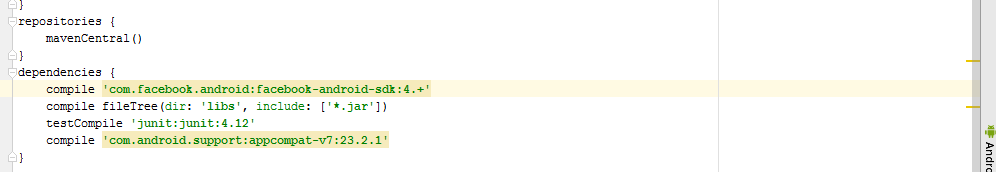 }
repositories {
    mavenCentral()
}
dependencies {
    compile 'com.facebook.android:facebook-android-sdk:4.+'
    compile fileTree(dir: 'libs', include: ['*.jar'])
    testCompile 'junit:junit:4.12'
    compile 'com.android.support:appcompat-v7:23.2.1'
}